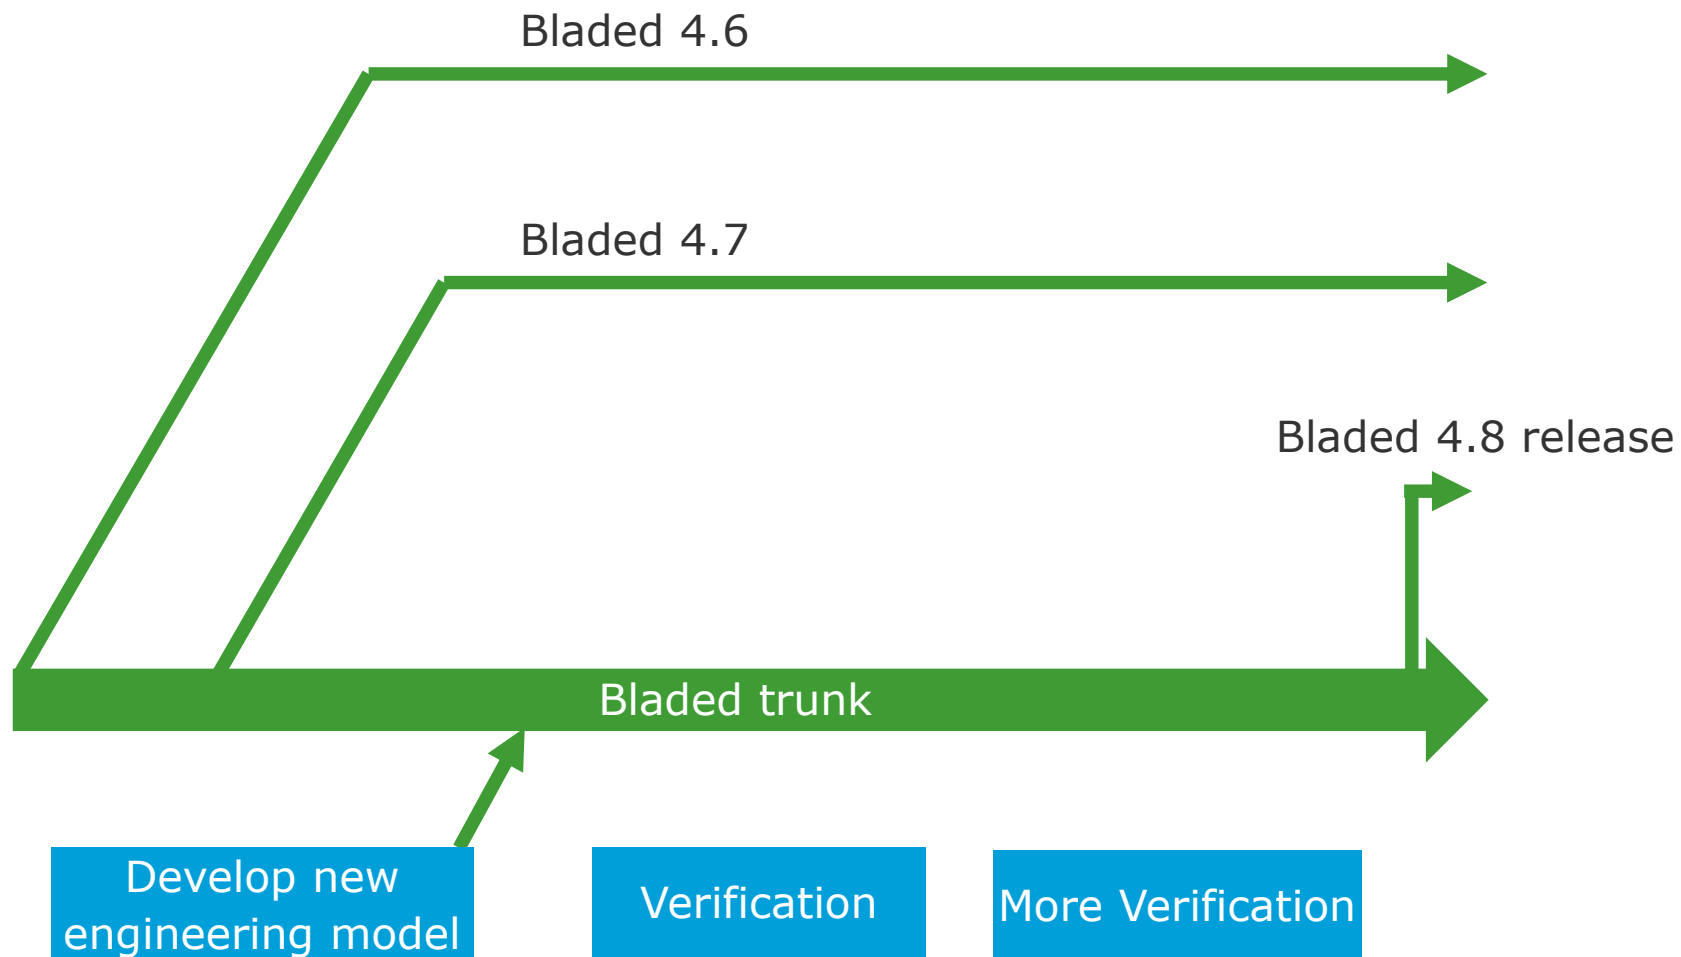 Bladed 4.6
Bladed 4.7
Bladed 4.8 release
Bladed trunk
Develop new
engineering model
Verification
More Verification